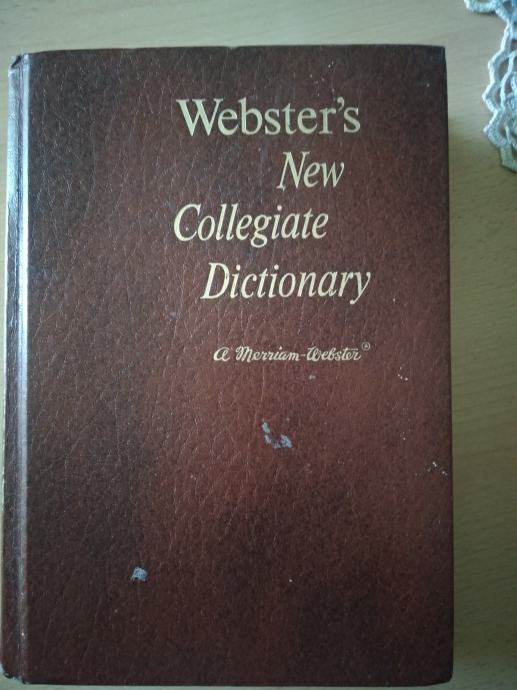 Webster's
New
Collegiate
Dictionary
A Merriam-Webster®